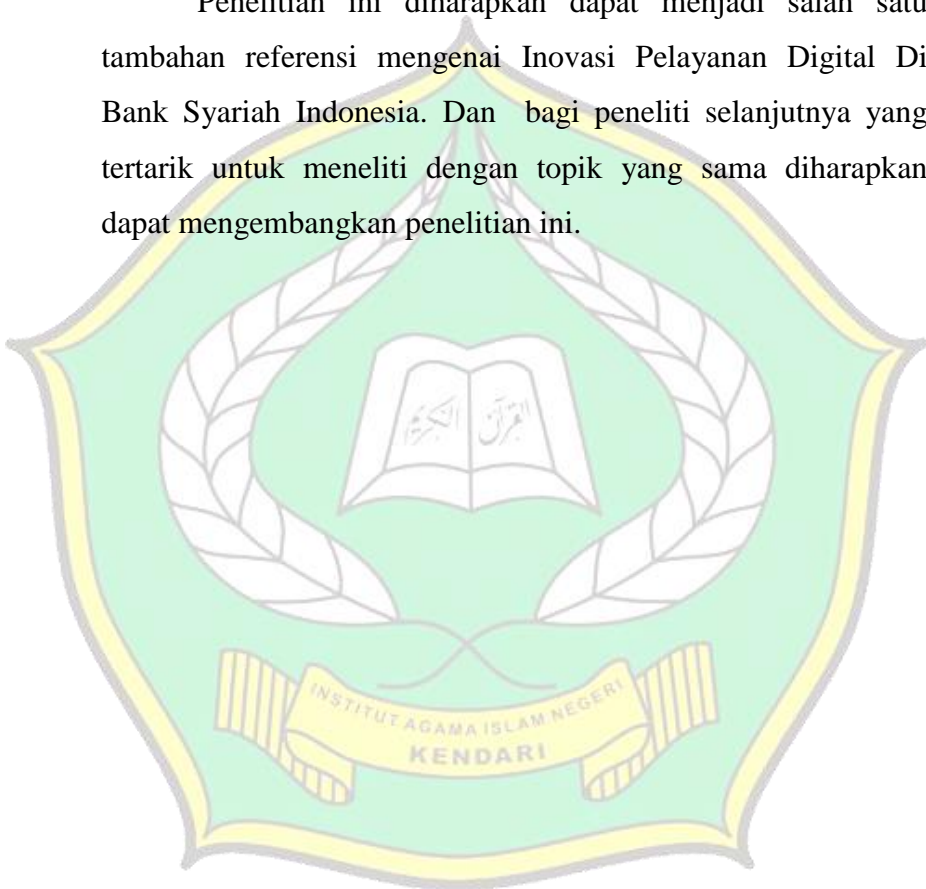 Penelitian ini diharapkan dapat menjadi salah satu
tambahan referensi mengenai Inovasi Pelayanan Digital Di
Bank Syariah Indonesia. Dan bagi peneliti selanjutnya yang
tertarik untuk meneliti dengan topik yang sama diharapkan
dapat mengembangkan penelitian ini.
القرآن الكريم
INSTITUT AGAMA ISLAM NEGERI
KENDARI